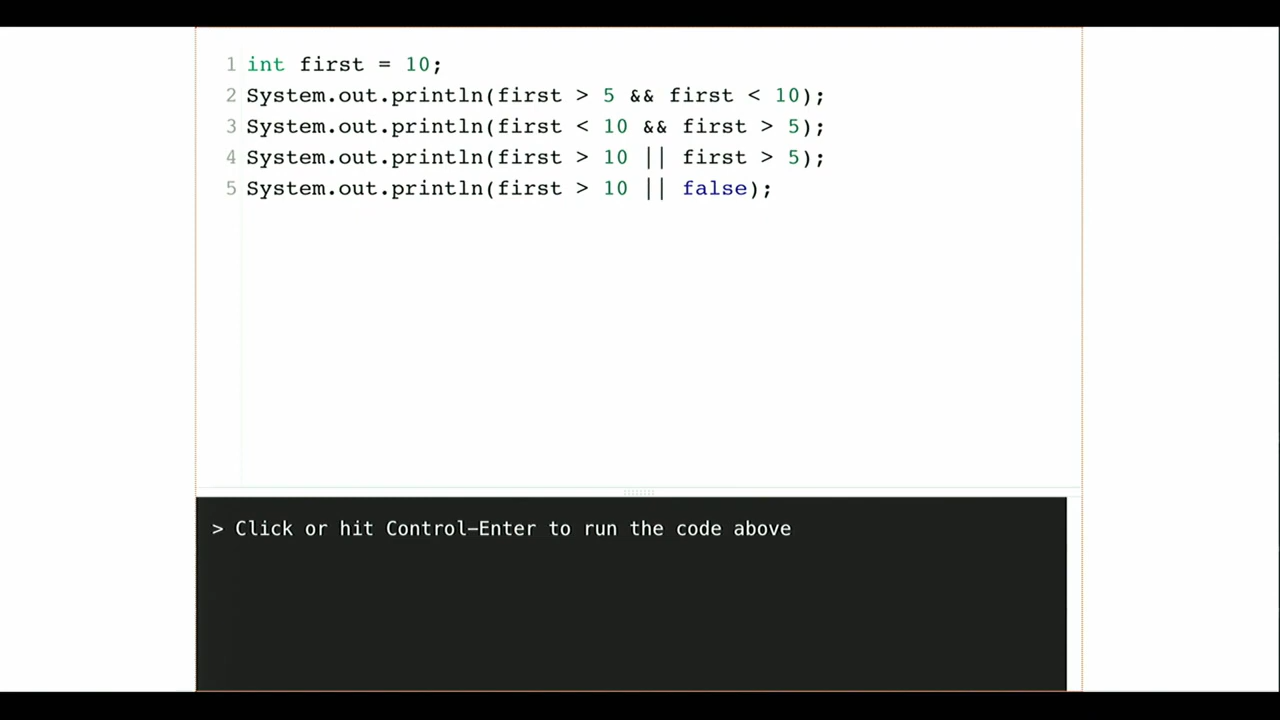 1 int first = 10;
2 System.out.println(first > 5 && first < 10);
3 System.out.println(first < 10 && first > 5);
4 System.out.println(first > 10 || first > 5);
5 System.out.println(first > 10 || false);
> Click or hit Control-Enter to run the code above